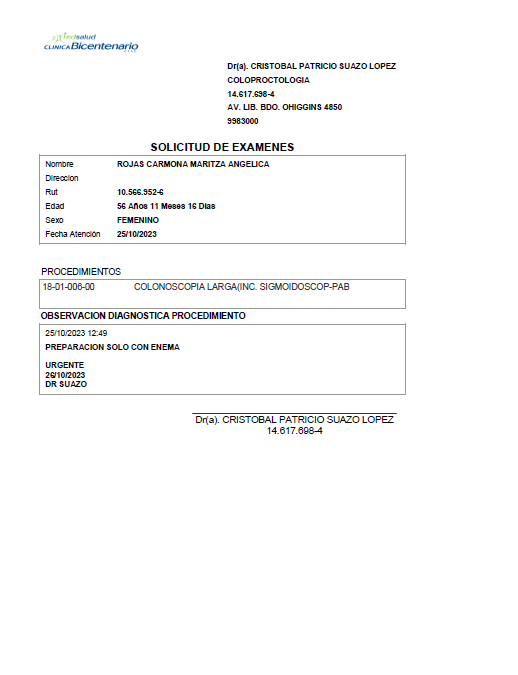 redsalud
CLINICA Bicentenario
Dr(a). CRISTOBAL PATRICIO SUAZO LOPEZ
COLOPROCTOLOGIA
14.617.698-4
AV. LIB. BDO. OHIGGINS 4850
9983000
SOLICITUD DE EXAMENES
Nombre ROJAS CARMONA MARITZA ANGELICA
Direccion
Rut 10.566.952-6
Edad 56 Años 11 Meses 16 Dias
Sexo FEMENINO
Fecha Atención 25/10/2023
PROCEDIMIENTOS
18-01-006-00 COLONOSCOPIA LARGA(INC. SIGMOIDOSCOP-PAB
OBSERVACION DIAGNOSTICA PROCEDIMIENTO
25/10/2023 12:49
PREPARACION SOLO CON ENEMA
URGENTE
26/10/2023
DR SUAZO
Dr(a). CRISTOBAL PATRICIO SUAZO LOPEZ
14.617.698-4